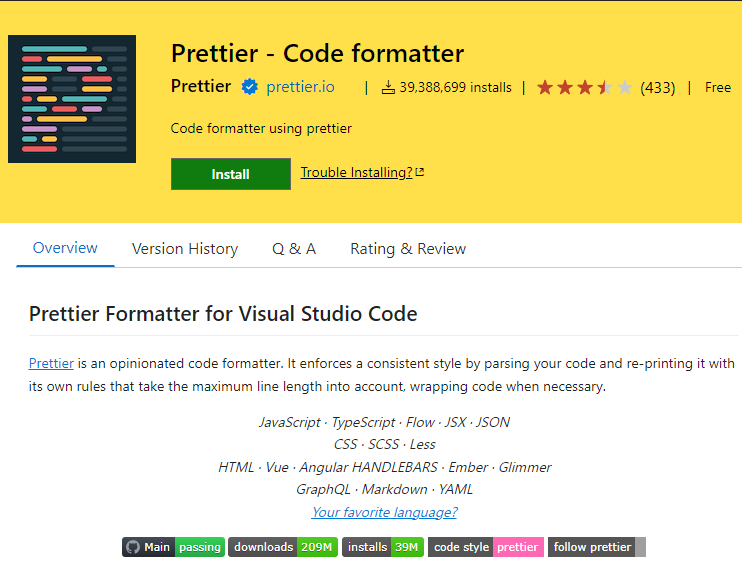 Prettier - Code formatter
Prettier prettier.io | 39,388,699 installs | (433) | Free
Code formatter using prettier
Install Trouble Installing?
Overview Version History Q & A Rating & Review
Prettier Formatter for Visual Studio Code
Prettier is an opinionated code formatter. It enforces a consistent style by parsing your code and re-printing it with
its own rules that take the maximum line length into account, wrapping code when necessary.
JavaScript · TypeScript · Flow · JSX · JSON
CSS · SCSS · Less
HTML · Vue · Angular HANDLEBARS · Ember · Glimmer
GraphQL · Markdown · YAML
Your favorite language?
Main passing downloads 209M installs 39M code style prettier follow prettier